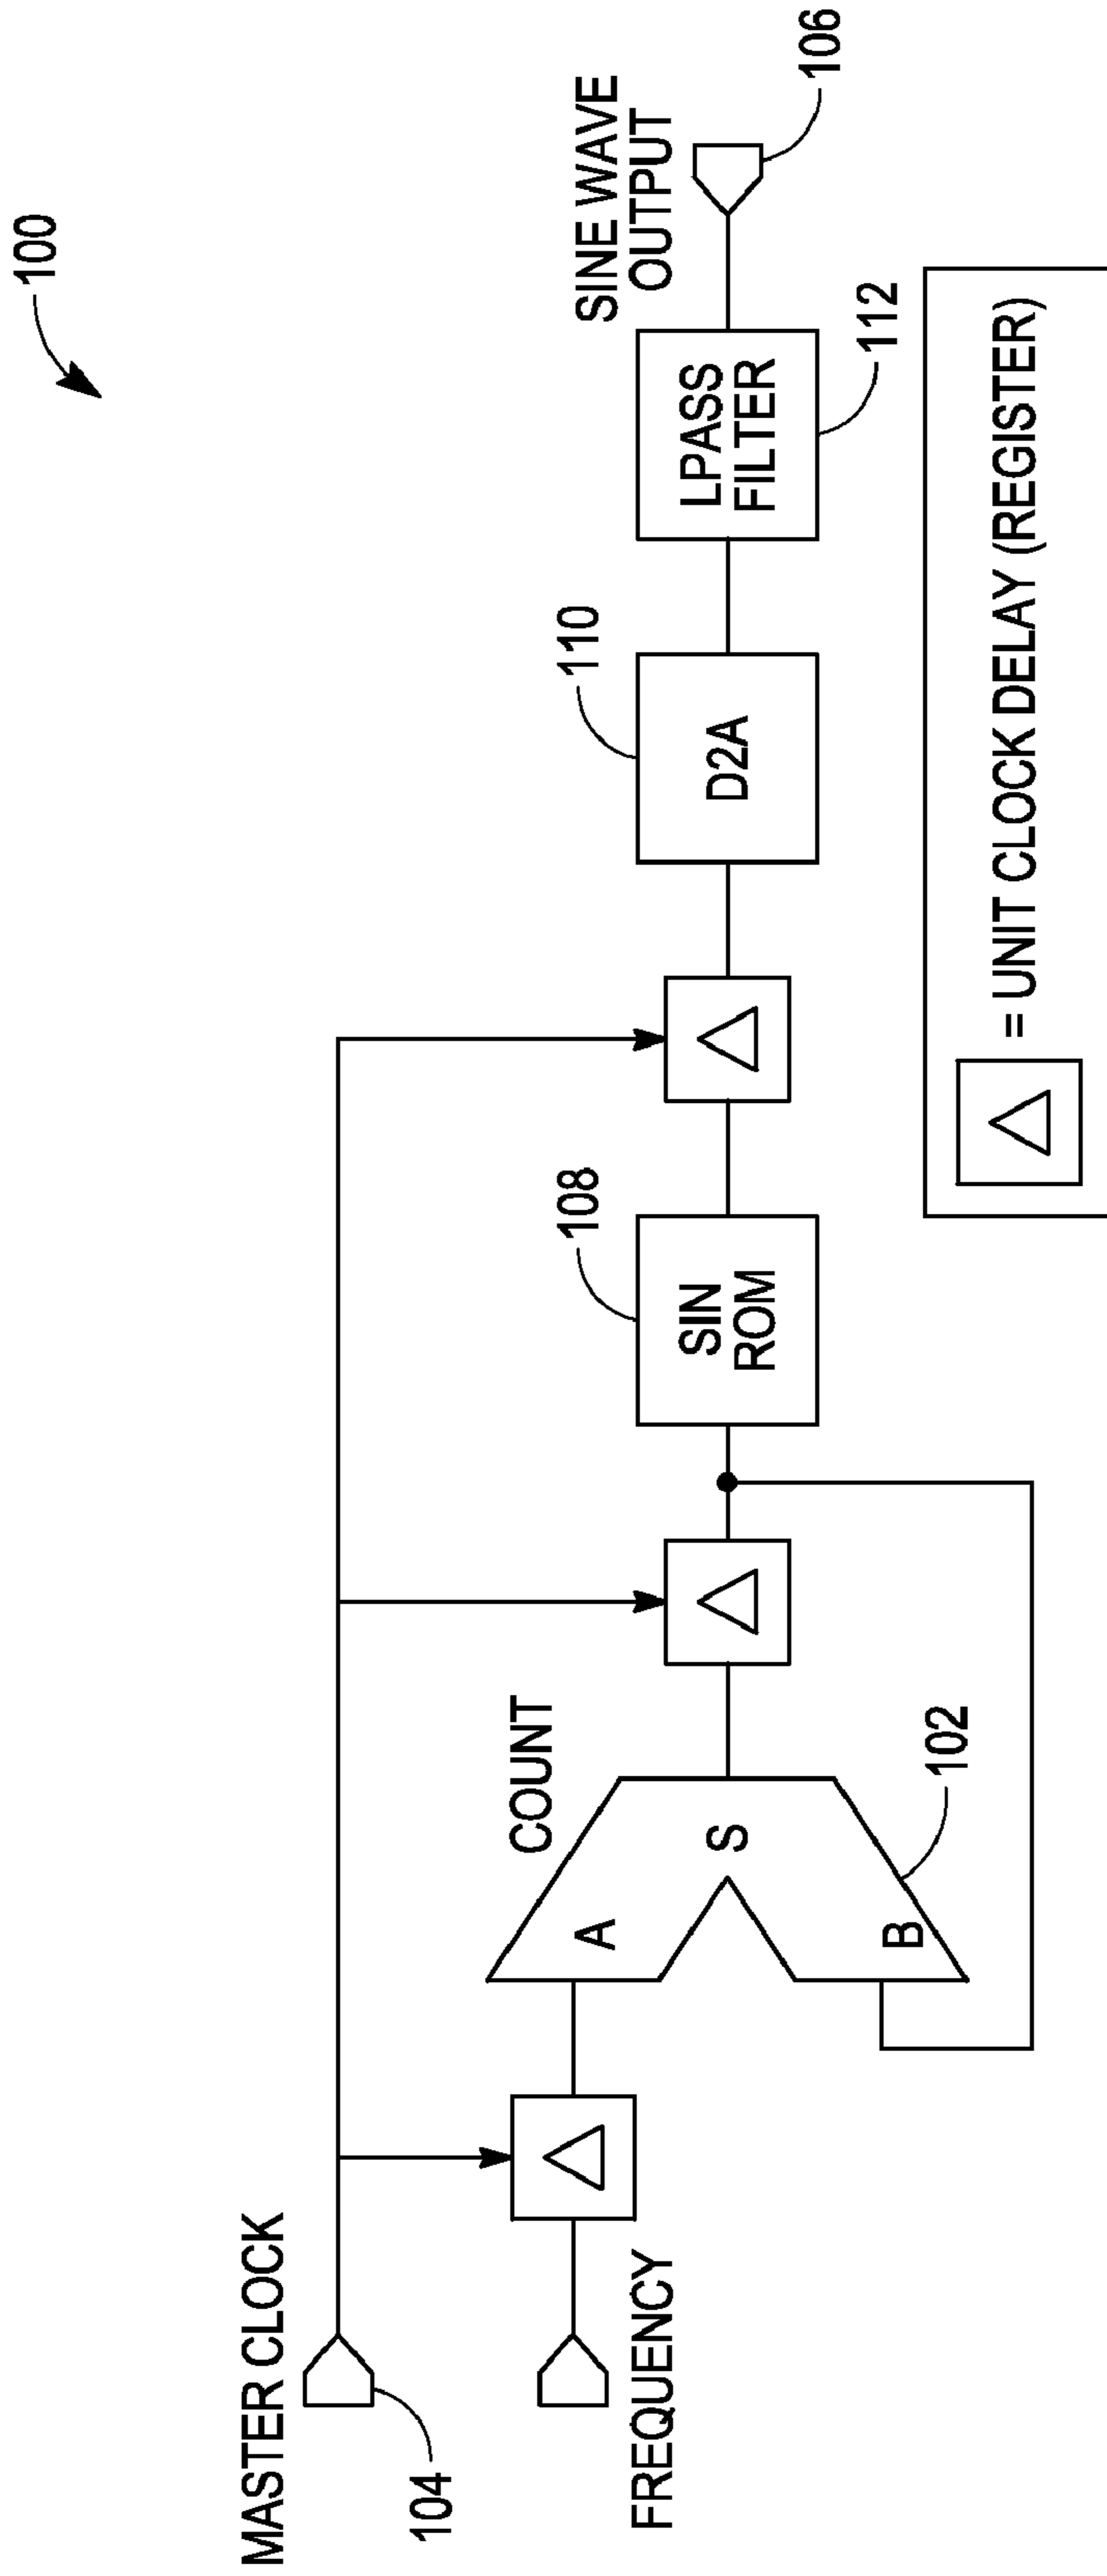 100
MASTER CLOCK
104
FREQUENCY
A
B
S
COUNT
102
SIN
ROM
108
D2A
110
LPASS
FILTER
112
SINE WAVE
OUTPUT
106
= UNIT CLOCK DELAY (REGISTER)